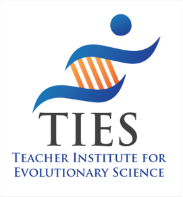 TIES
TEACHER INSTITUTE FOR
EVOLUTIONARY SCIENCE